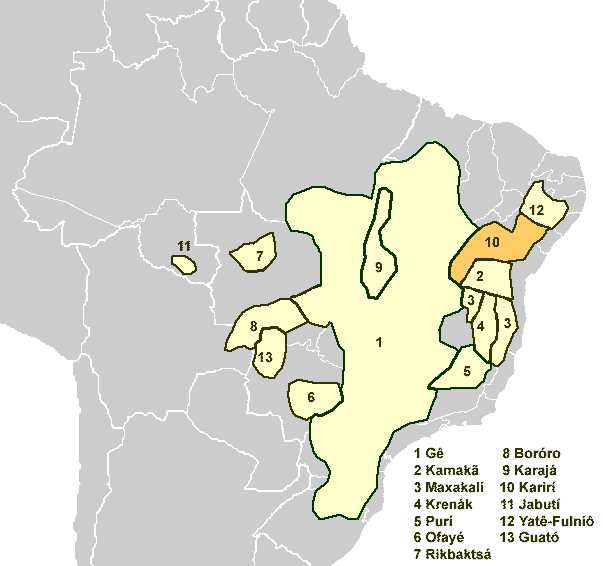 12
10
11
7
9
2
3
8
4
3
13
1
5
6
1 Gê
2 Kamakã
3 Maxakalí
4 Krenák
5 Purí
6 Ofayé
7 Rikbaktsá
8 Boróro
9 Karajá
10 Karirí
11 Jabutí
12 Yatê-Fulniô
13 Guató